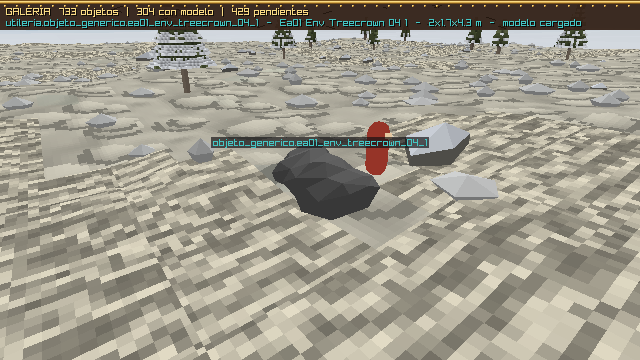 GALERIA 733 objetos | 304 con modelo | 429 pendientes
utileria.objeto_generico.ea01_env_treecrown_04_1 - Ea01 Env Treecrown 04 1 - 2x1.7x4.3 m - modelo cargado
objeto_generico.ea01_env_treecrown_04_1